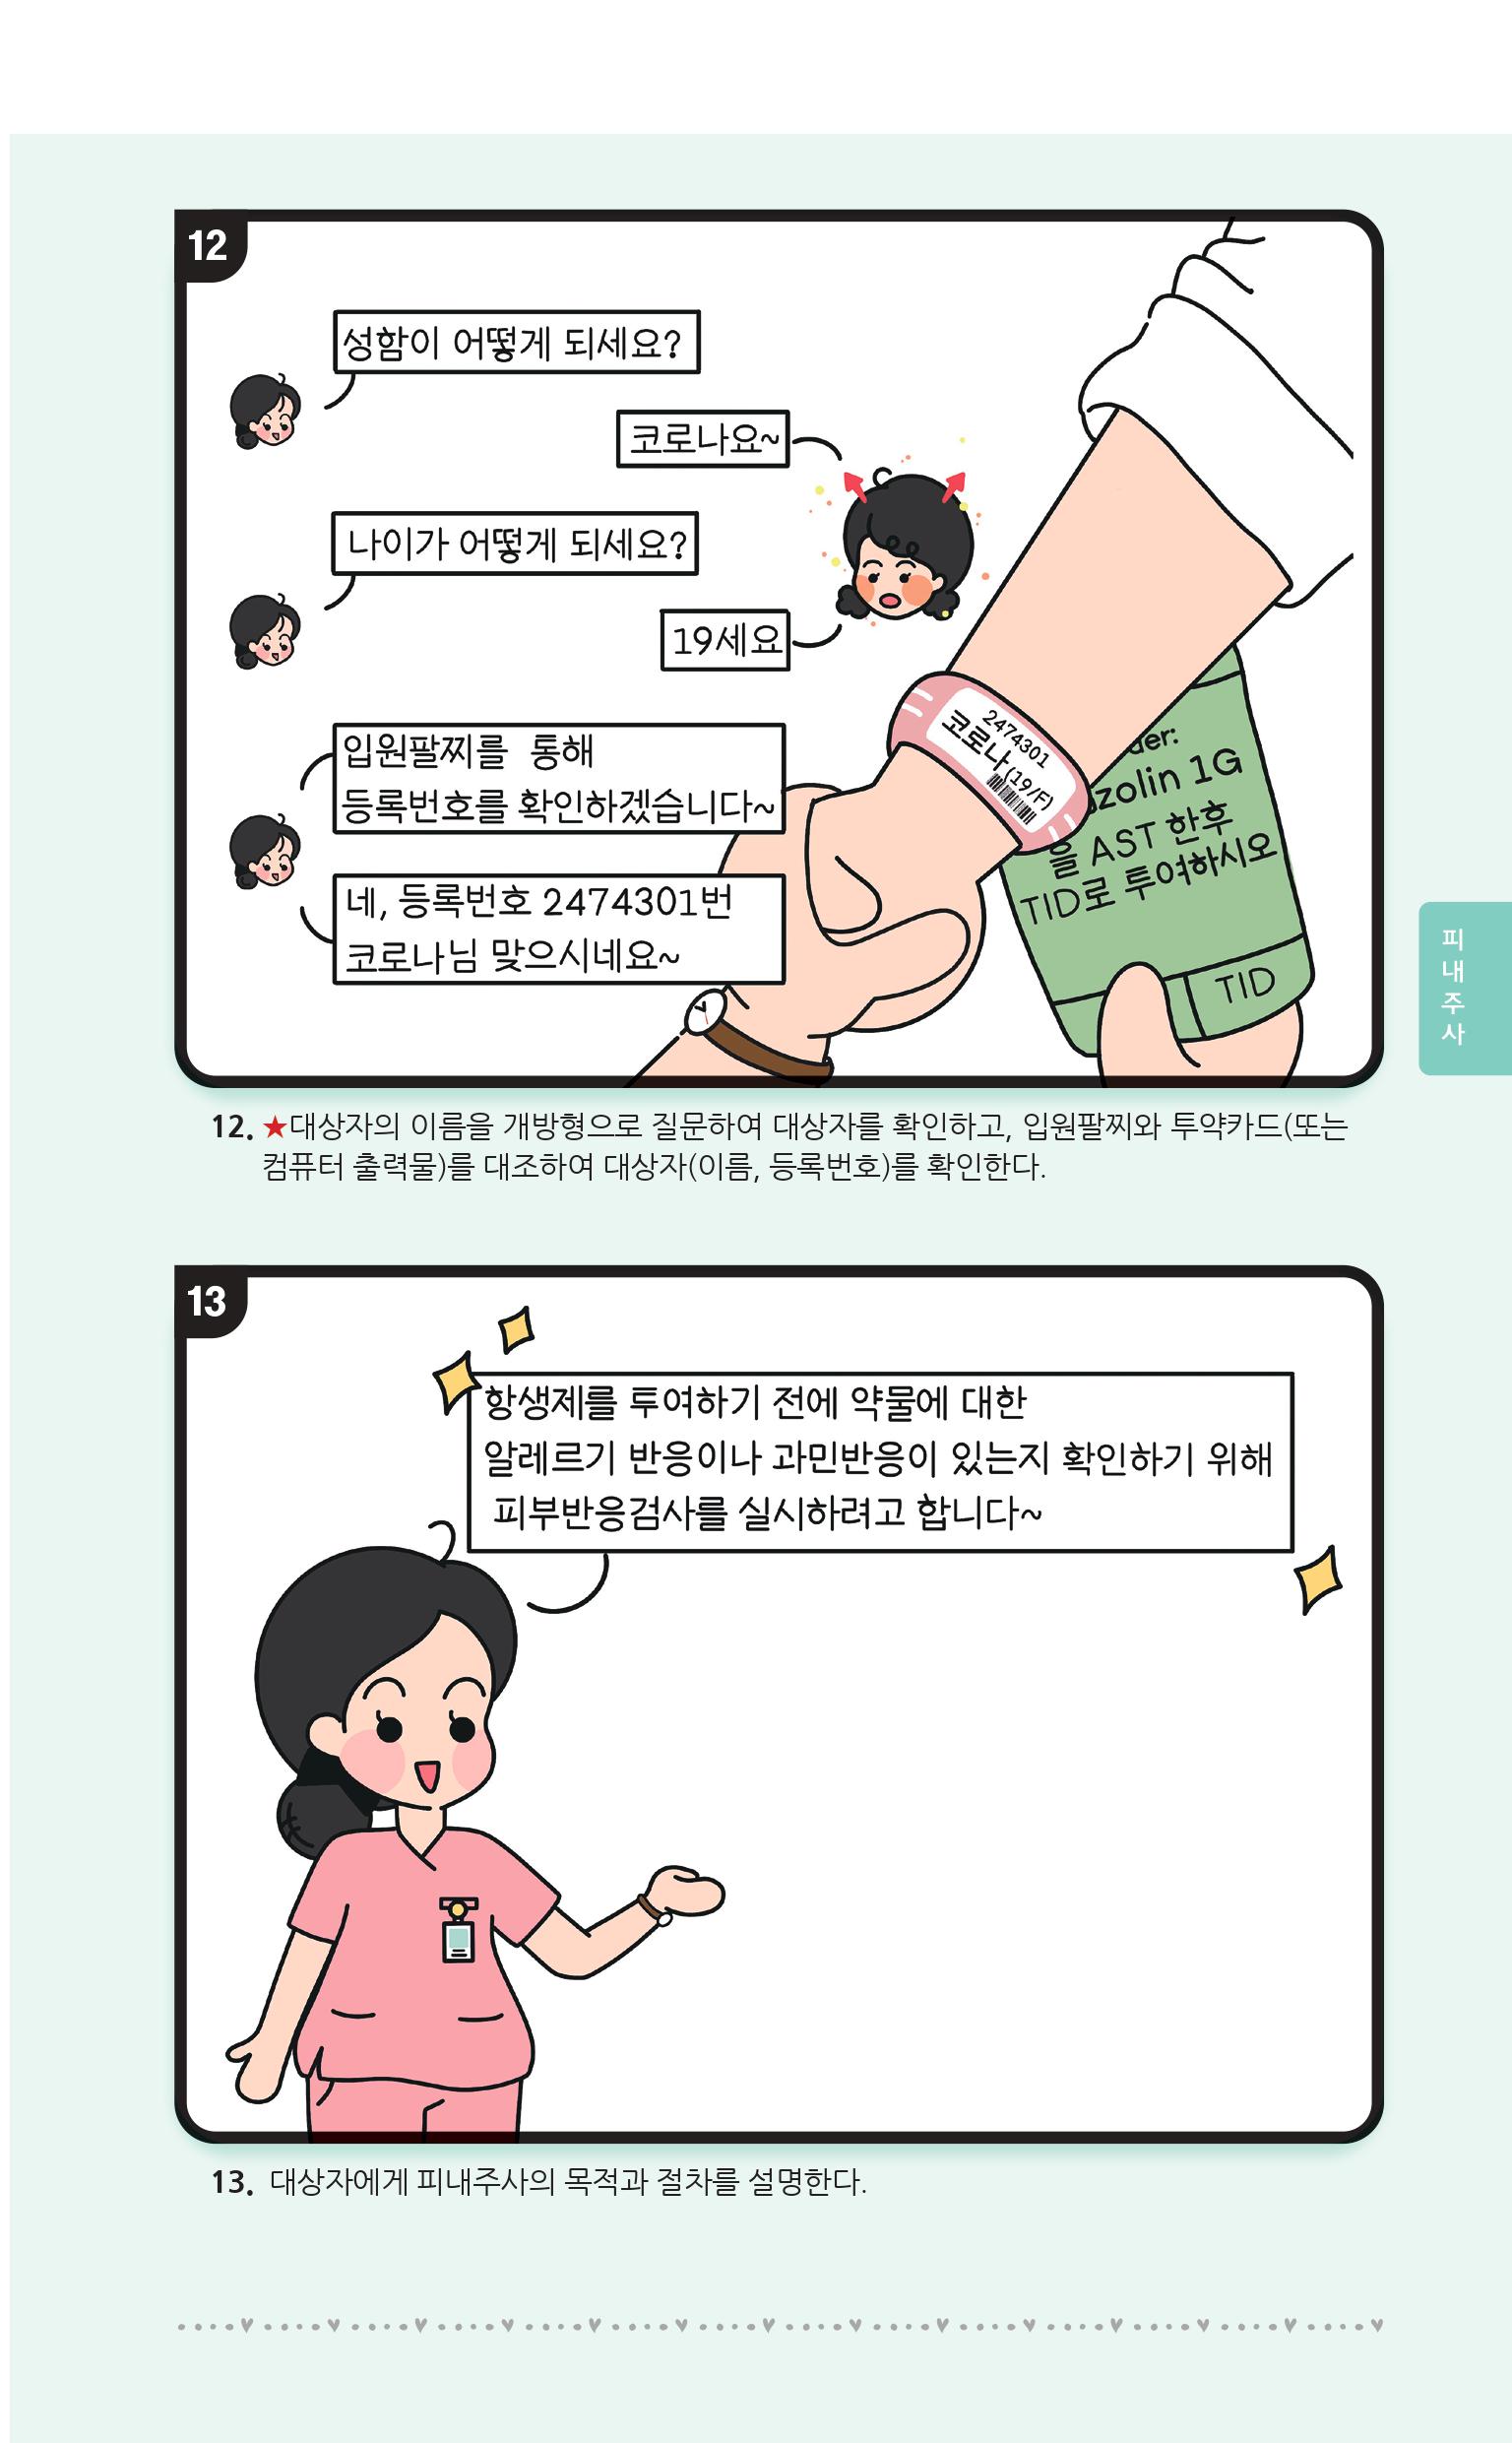 12
성함이 어떻게 되세요?
코로나요~
나이가 어떻게 되세요?
19세요
입원팔찌를 통해
등록번호를 확인하겠습니다~
네, 등록번호 2474301번
코로나님 맞으시네요~
2474301
코로나(19/F)
der:
zolin 1G
을 AST 한후
TID로 투여하시오
TID
피내주사
12. ★대상자의 이름을 개방형으로 질문하여 대상자를 확인하고, 입원팔찌와 투약카드(또는
컴퓨터 출력물)를 대조하여 대상자(이름, 등록번호)를 확인한다.
13
항생제를 투여하기 전에 약물에 대한
알레르기 반응이나 과민반응이 있는지 확인하기 위해
피부반응검사를 실시하려고 합니다~
13. 대상자에게 피내주사의 목적과 절차를 설명한다.